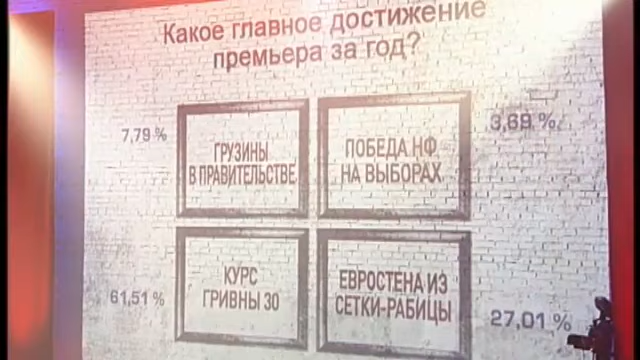 Какое главное достижение
премьера за год?
7,79 %
ГРУЗИНЫ
В ПРАВИТЕЛЬСТВЕ
ПОБЕДА НФ
НА ВЫБОРАХ
3,69 %
61,51 %
КУРС
ГРИВНЫ 30
ЕВРОСТЕНА ИЗ
СЕТКИ-РАБИЦЫ
27,01 %